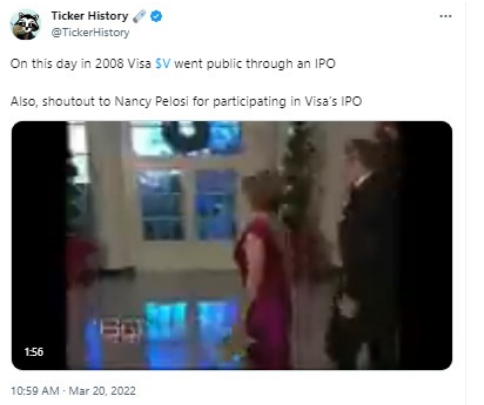 Ticker History
@TickerHistory
On this day in 2008 Visa $V went public through an IPO
Also, shoutout to Nancy Pelosi for participating in Visa's IPO
1:56
10:59 AM · Mar 20, 2022